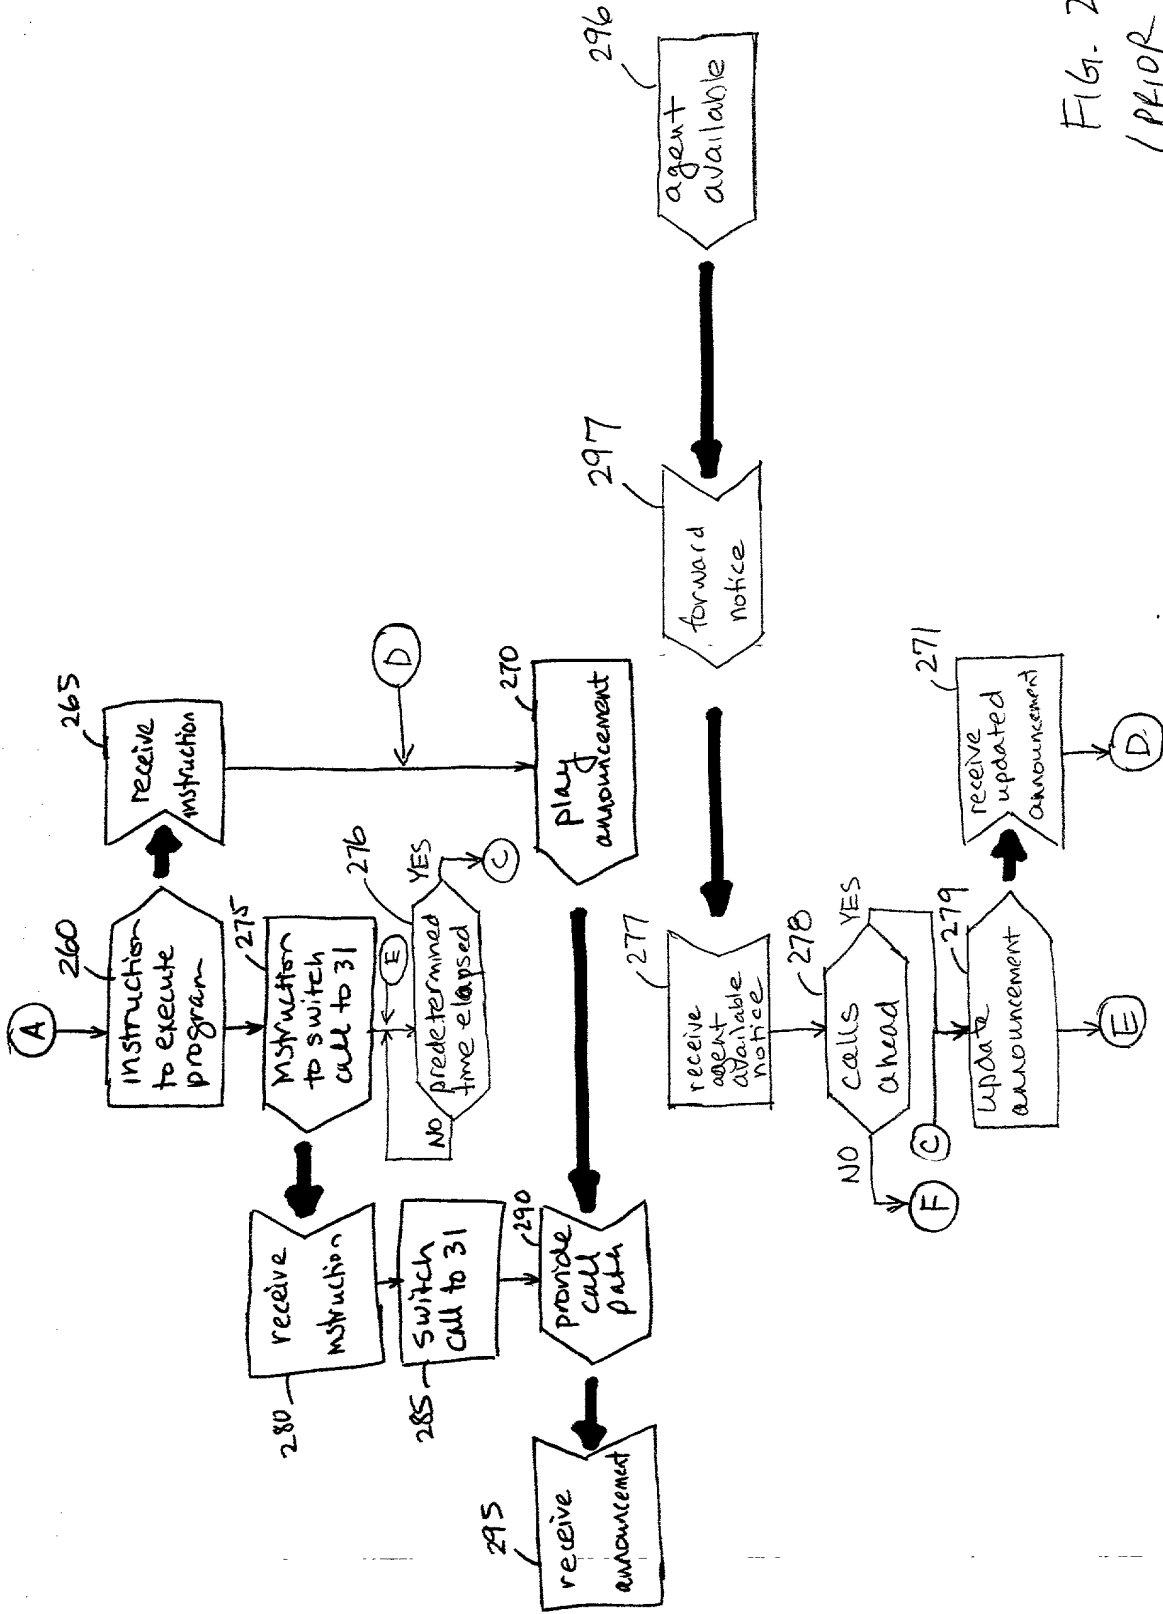 A
260
instruction
to execute
program
265
receive
instruction
280
receive
instruction
275
instruction
to switch
call to 31
285
switch
call to 31
E
276
predetermined
time elapsed
NO
YES
C
D
295
receive
announcement
290
provide
call
path
270
play
announcement
296
agent
available
297
forward
notice
277
receive
agent
available
notice
278
calls
ahead
NO
YES
F
C
279
update
announcement
E
271
receive
updated
announcement
D
FIG. 2
(PRIOR